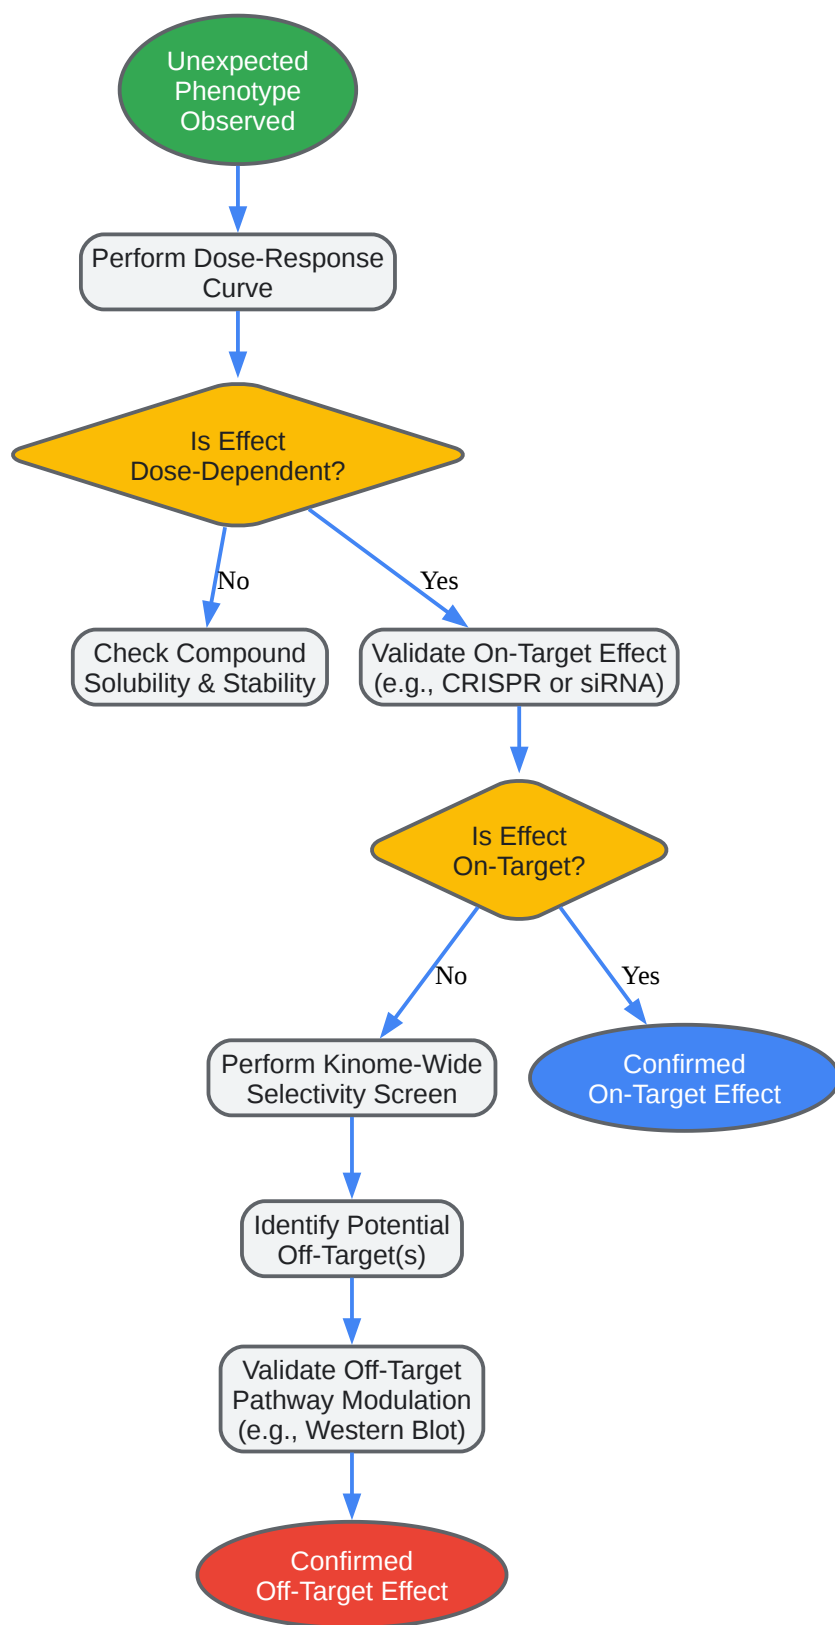 Unexpected
Phenotype
Observed
Perform Dose-Response
Curve
Is Effect
Dose-Dependent?
No
Yes
Check Compound
Solubility & Stability
Validate On-Target Effect
(e.g., CRISPR or siRNA)
Is Effect
On-Target?
No
Yes
Perform Kinome-Wide
Selectivity Screen
Confirmed
On-Target Effect
Identify Potential
Off-Target(s)
Validate Off-Target
Pathway Modulation
(e.g., Western Blot)
Confirmed
Off-Target Effect